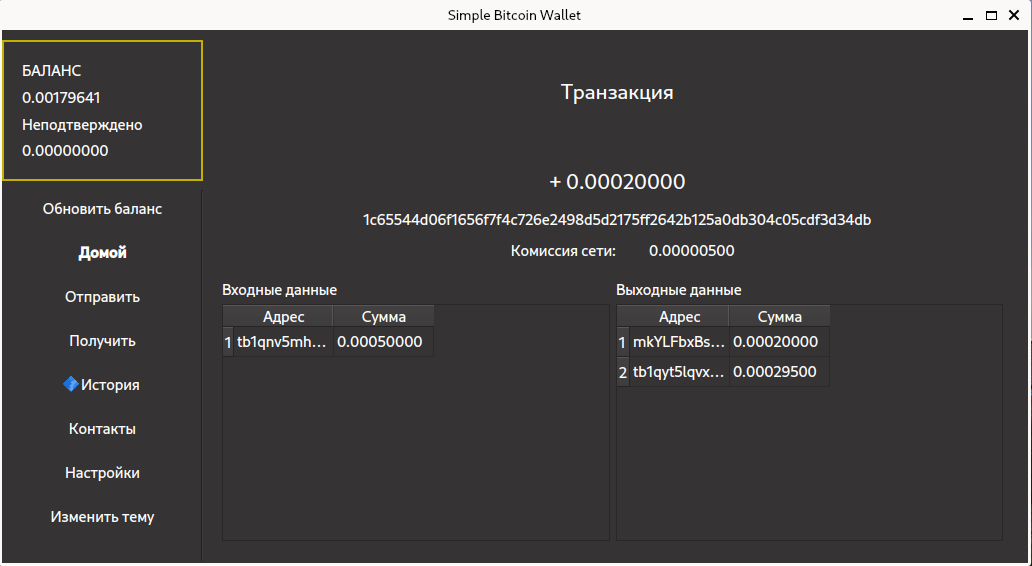 Simple Bitcoin Wallet
БАЛАНС
0.00179641
Неподтверждено
0.00000000
Обновить баланс
Домой
Отправить
Получить
История
Контакты
Настройки
Изменить тему
Транзакция
+ 0.00020000
1c65544d06f1656f7f4c726e2498d5d2175ff2642b125a0db304c05cdf3d34db
Комиссия сети: 0.00000500
Входные данные
Адрес Сумма
1 tb1qnv5mh... 0.00050000
Выходные данные
Адрес Сумма
1 mkYLFbxBs... 0.00020000
2 tb1qyt5lqvx... 0.00029500